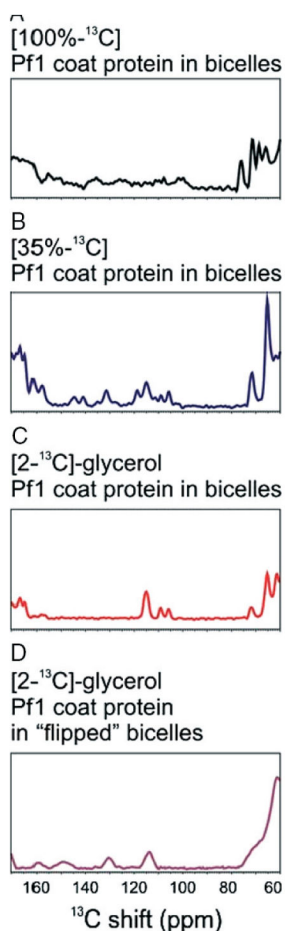 A
[100%-¹³C]
Pf1 coat protein in bicelles
B
[35%-¹³C]
Pf1 coat protein in bicelles
C
[2-¹³C]-glycerol
Pf1 coat protein in bicelles
D
[2-¹³C]-glycerol
Pf1 coat protein
in “flipped” bicelles
160 140 120 100 80 60
¹³C shift (ppm)